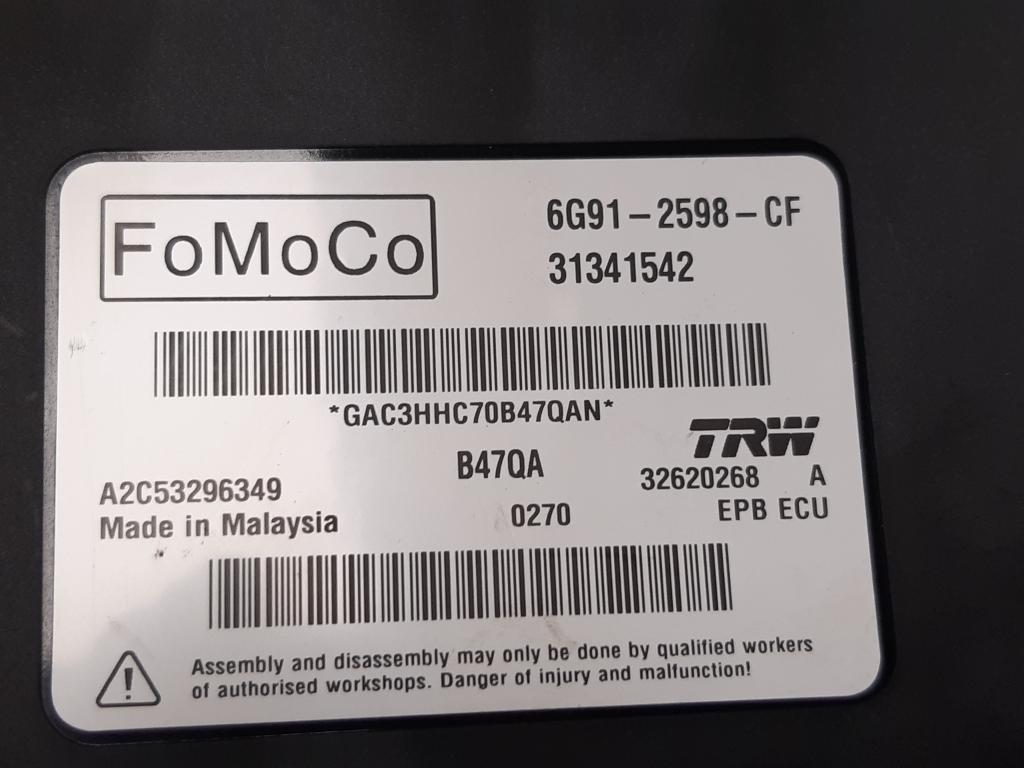 FoMoCo
6G91-2598-CF
31341542
*GAC3HHC70B47QAN*
TRW
B47QA
32620268 A
A2C53296349
0270
EPB ECU
Made in Malaysia
Assembly and disassembly may only be done by qualified workers
of authorised workshops. Danger of injury and malfunction!